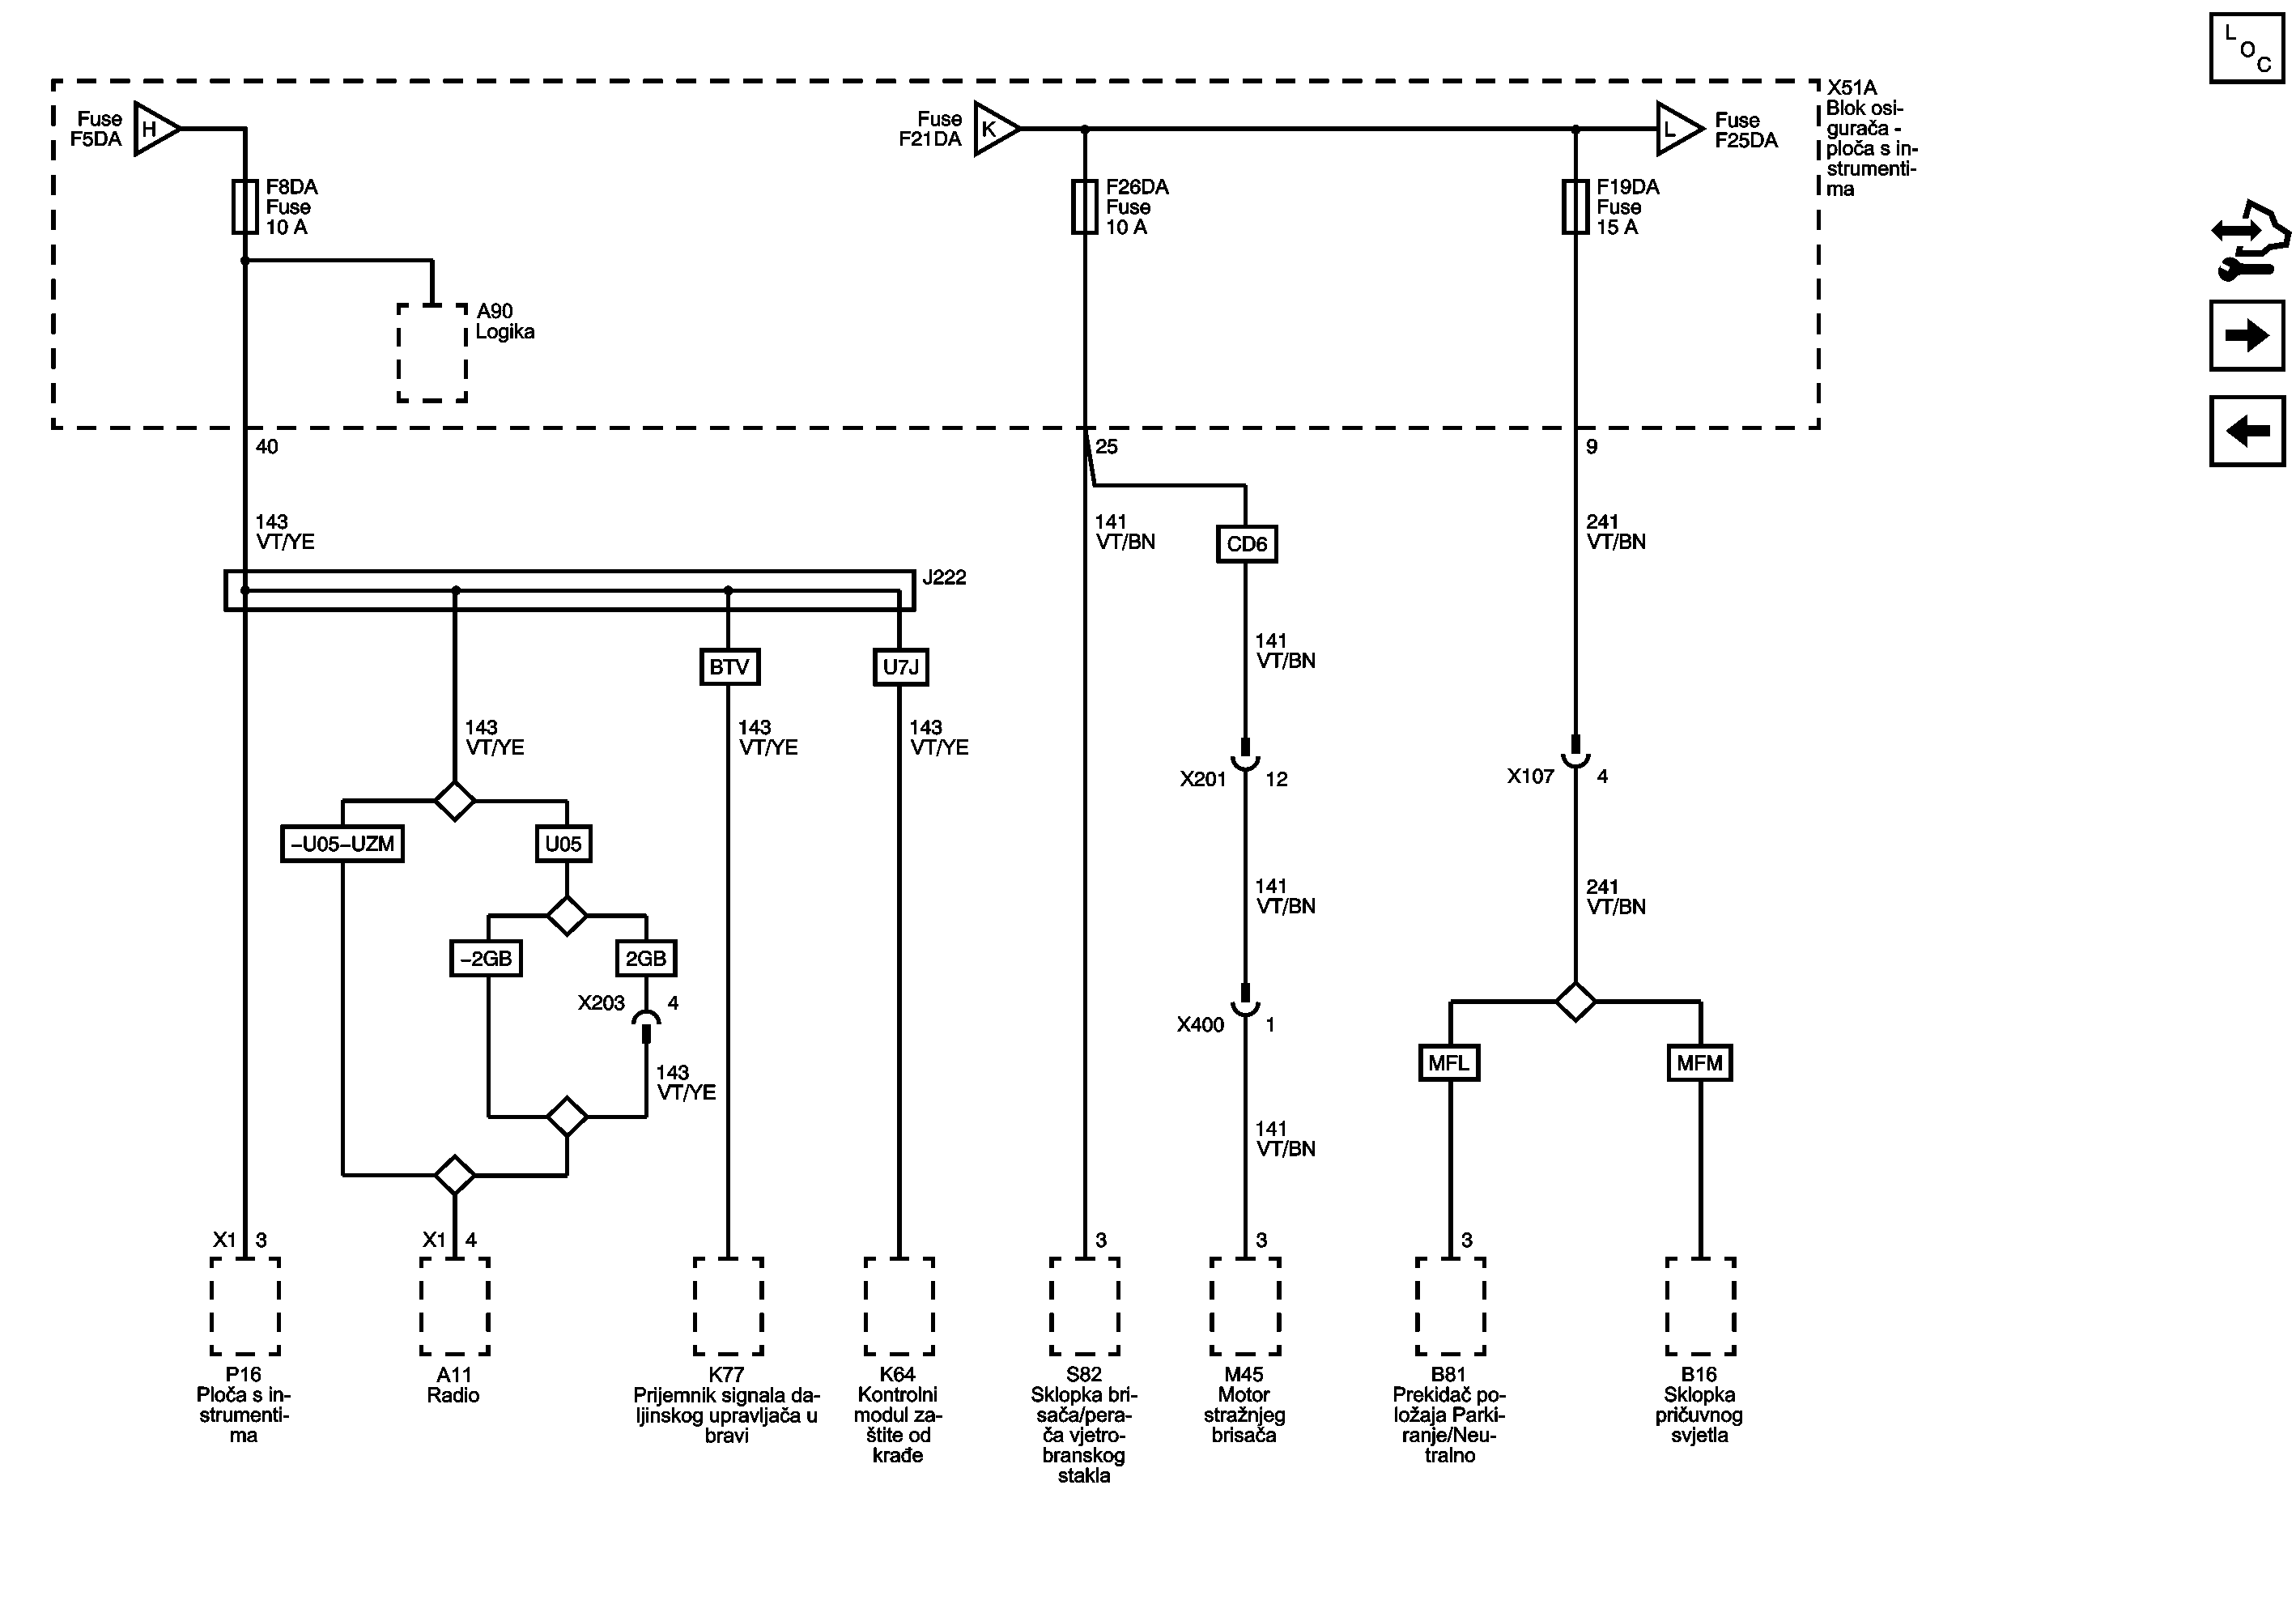 L
O
C
Fuse
F5DA
H
Fuse
F21DA
K
L
Fuse
F25DA
X51A
Blok osi-
gurača -
ploča s in-
strumenti-
ma
F8DA
Fuse
10 A
F26DA
Fuse
10 A
F19DA
Fuse
15 A
A90
Logika
40
25
9
143
VT/YE
141
VT/BN
CD6
241
VT/BN
J222
141
VT/BN
BTV
U7J
143
VT/YE
143
VT/YE
143
VT/YE
X201
12
X107
4
–U05–UZM
U05
141
VT/BN
241
VT/BN
–2GB
2GB
X203
4
X400
1
MFL
MFM
143
VT/YE
141
VT/BN
X1
3
X1
4
3
3
3
P16
Ploča s in-
strumenti-
ma
A11
Radio
K77
Prijemnik signala da-
ljinskog upravljača u
bravi
K64
Kontrolni
modul za-
štite od
krađe
S82
Sklopka bri-
sača/pera-
ča vjetro-
branskog
stakla
M45
Motor
stražnjeg
brisača
B81
Prekidač po-
ložaja Parki-
ranje/Neu-
tralno
B16
Sklopka
pričuvnog
svjetla